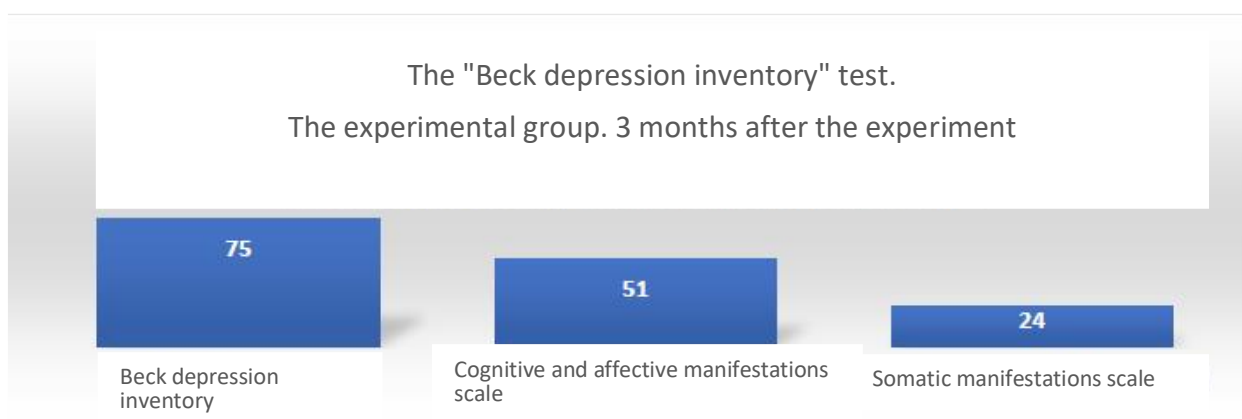 The "Beck depression inventory" test.
The experimental group. 3 months after the experiment
75
51
24
Beck depression
inventory
Cognitive and affective manifestations
scale
Somatic manifestations scale